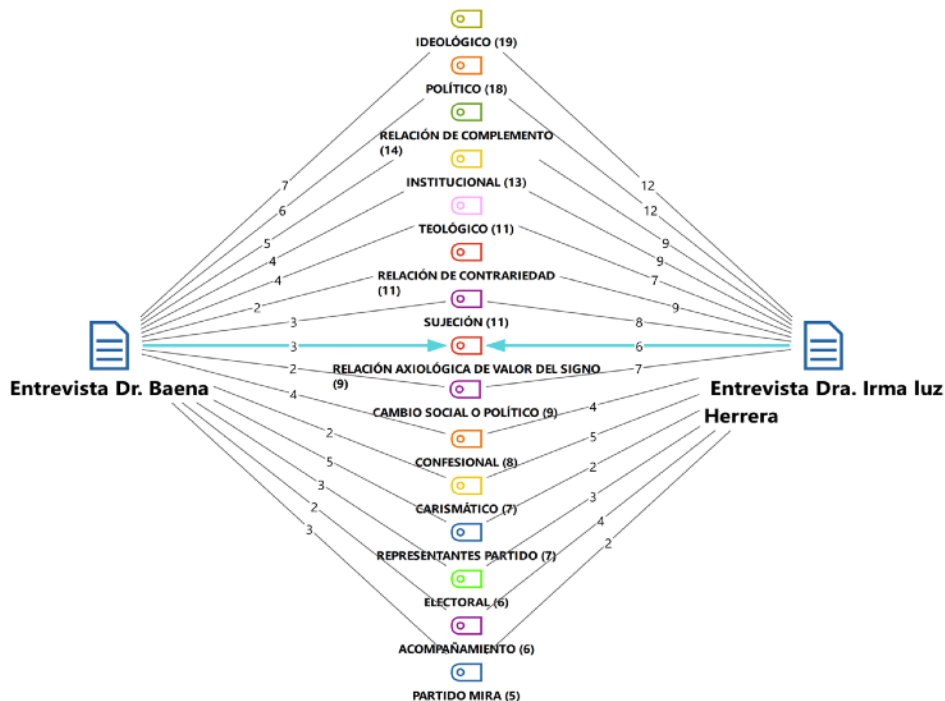 IDEOLÓGICO (19)
POLÍTICO (18)
RELACIÓN DE COMPLEMENTO
(14)
INSTITUCIONAL (13)
7
12
6
12
TEOLÓGICO (11)
5
9
4
9
RELACIÓN DE CONTRARIEDAD
(11)
4
7
2
9
SUJECIÓN (11)
3
8
3
6
RELACIÓN AXIOLÓGICA DE VALOR DEL SIGNO
(9)
2
7
Entrevista Dr. Baena
Entrevista Dra. Irma luz
Herrera
CAMBIO SOCIAL O POLÍTICO (9)
4
4
CONFESIONAL (8)
2
5
CARISMÁTICO (7)
5
2
REPRESENTANTES PARTIDO (7)
3
3
ELECTORAL (6)
2
4
ACOMPAÑAMIENTO (6)
3
2
PARTIDO MIRA (5)